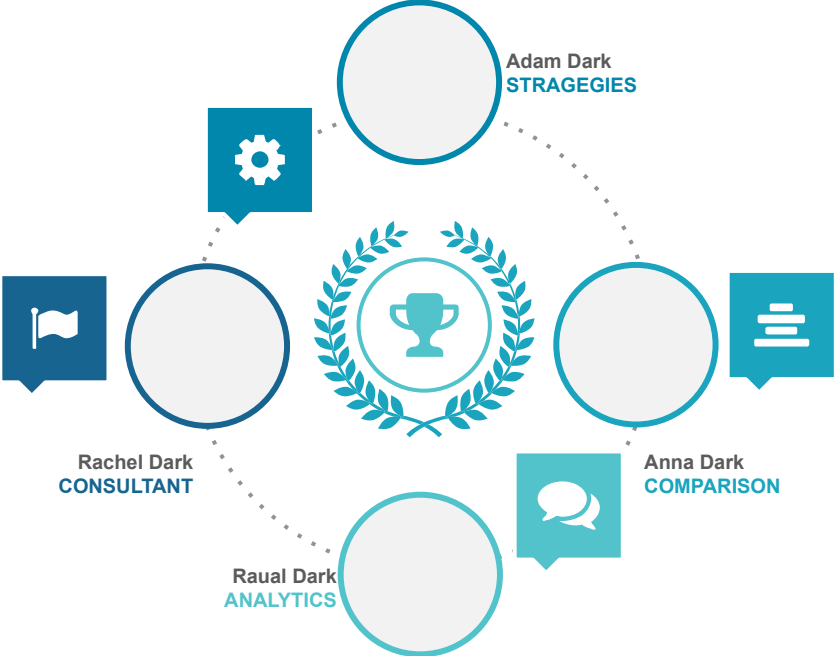 Adam Dark
STRAGEGIES
Rachel Dark
CONSULTANT
Anna Dark
COMPARISON
Raual Dark
ANALYTICS